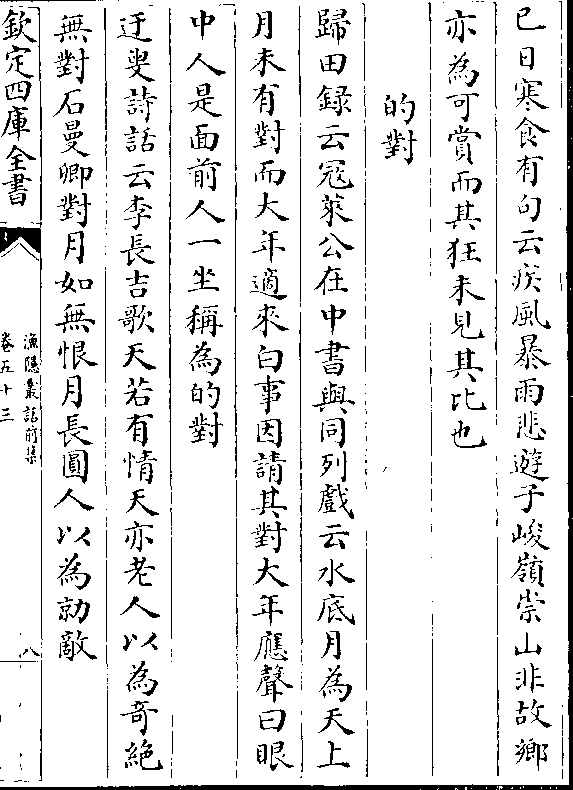 已日寒食有句云疾風暴雨悲遊子峻嶺崇山非故鄉
亦為可賞而其狂未見其比也
的對
歸田録云冦萊公在中書與同列戲云水底月為天上
月未有對而大年適來白事因請其對大年應聲曰眼
中人是面前人一坐稱為的對
迂叟詩話云李長吉歌天若有情天亦老人以為奇絶
無對石曼卿對月如無恨月長圓人以為勍敵
欽定四庫全書
漁隱叢話前集
卷五十三
八